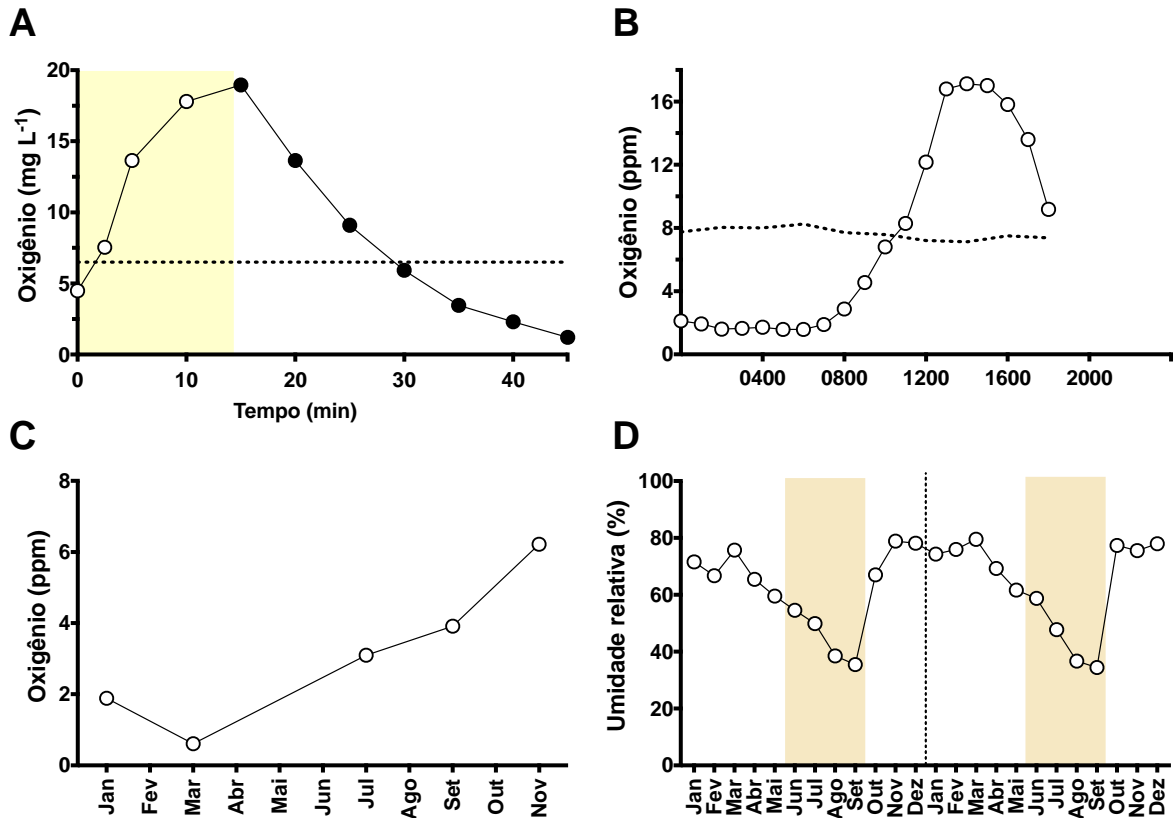 A
Oxigênio (mg L-1)
20
15
10
5
0
0 10 20 30 40
Tempo (min)
B
Oxigênio (ppm)
16
12
8
4
0
0400 0800 1200 1600 2000
C
Oxigênio (ppm)
8
6
4
2
0
Jan Fev Mar Abr Mai Jun Jul Ago Set Out Nov
D
Umidade relativa (%)
100
80
60
40
20
0
Jan Fev Mar Abr Mai Jun Jul Ago Set Out Nov Dez Jan Fev Mar Abr Mai Jun Jul Ago Set Out Nov Dez